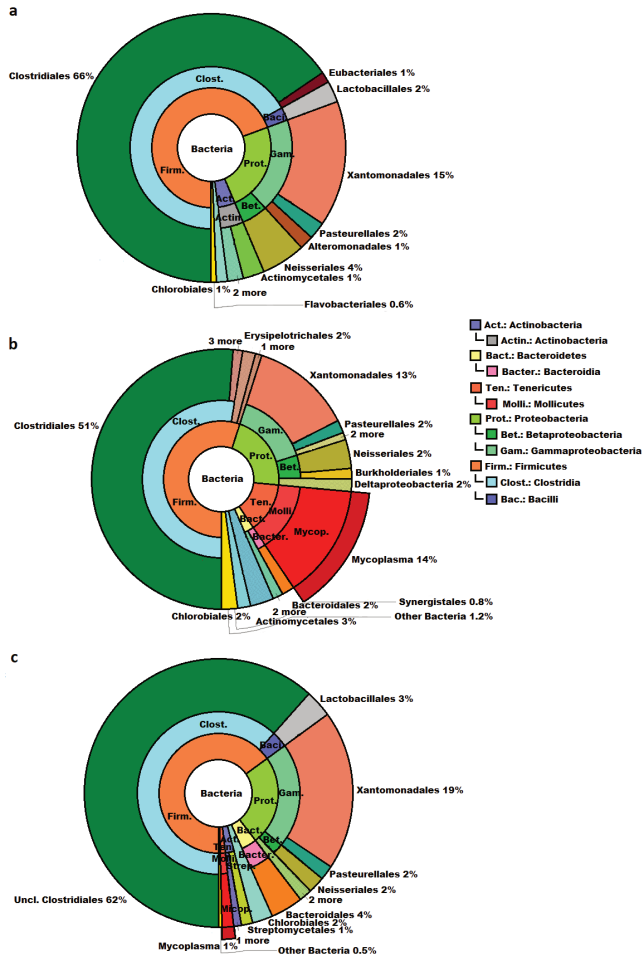 a
Clostridiales 66%
Eubacteriales 1%
Lactobacillales 2%
Clost.
Baci.
Bacteria
Firm.
Prot.
Gam.
Xantomonadales 15%
Act.
Actin.
Bet.
Pasteurellales 2%
Alteromonadales 1%
Neisseriales 4%
Actinomycetales 1%
Chlorobiales 1%
2 more
Flavobacteriales 0.6%
b
3 more
Erysipelotrichales 2%
1 more
Xantomonadales 13%
Clostridiales 51%
Clost.
Gam.
Prot.
Pasteurellales 2%
2 more
Neisseriales 2%
Bet.
Burkholderiales 1%
Deltaproteobacteria 2%
Bacteria
Firm.
Ten.
Molli.
Bact.
Bacter.
Mycop.
Mycoplasma 14%
Bacteroidales 2%
Synergistales 0.8%
Chlorobiales 2%
2 more
Other Bacteria 1.2%
Actinomycetales 3%
Act.: Actinobacteria
Actin.: Actinobacteria
Bact.: Bacteroidetes
Bacter.: Bacteroidia
Ten.: Tenericutes
Molli.: Mollicutes
Prot.: Proteobacteria
Bet.: Betaproteobacteria
Gam.: Gammaproteobacteria
Firm.: Firmicutes
Clost.: Clostridia
Bac.: Bacilli
c
Lactobacillales 3%
Clost.
Baci.
Bacteria
Firm.
Prot.
Gam.
Xantomonadales 19%
Act.
Ten.
Molli.
Bact.
Bet.
Bacter.
Strep.
Micop.
Pasteurellales 2%
Neisseriales 2%
2 more
Uncl. Clostridiales 62%
Bacteroidales 4%
Chlorobiales 2%
Streptomycetales 1%
1 more
Mycoplasma 1%
Other Bacteria 0.5%